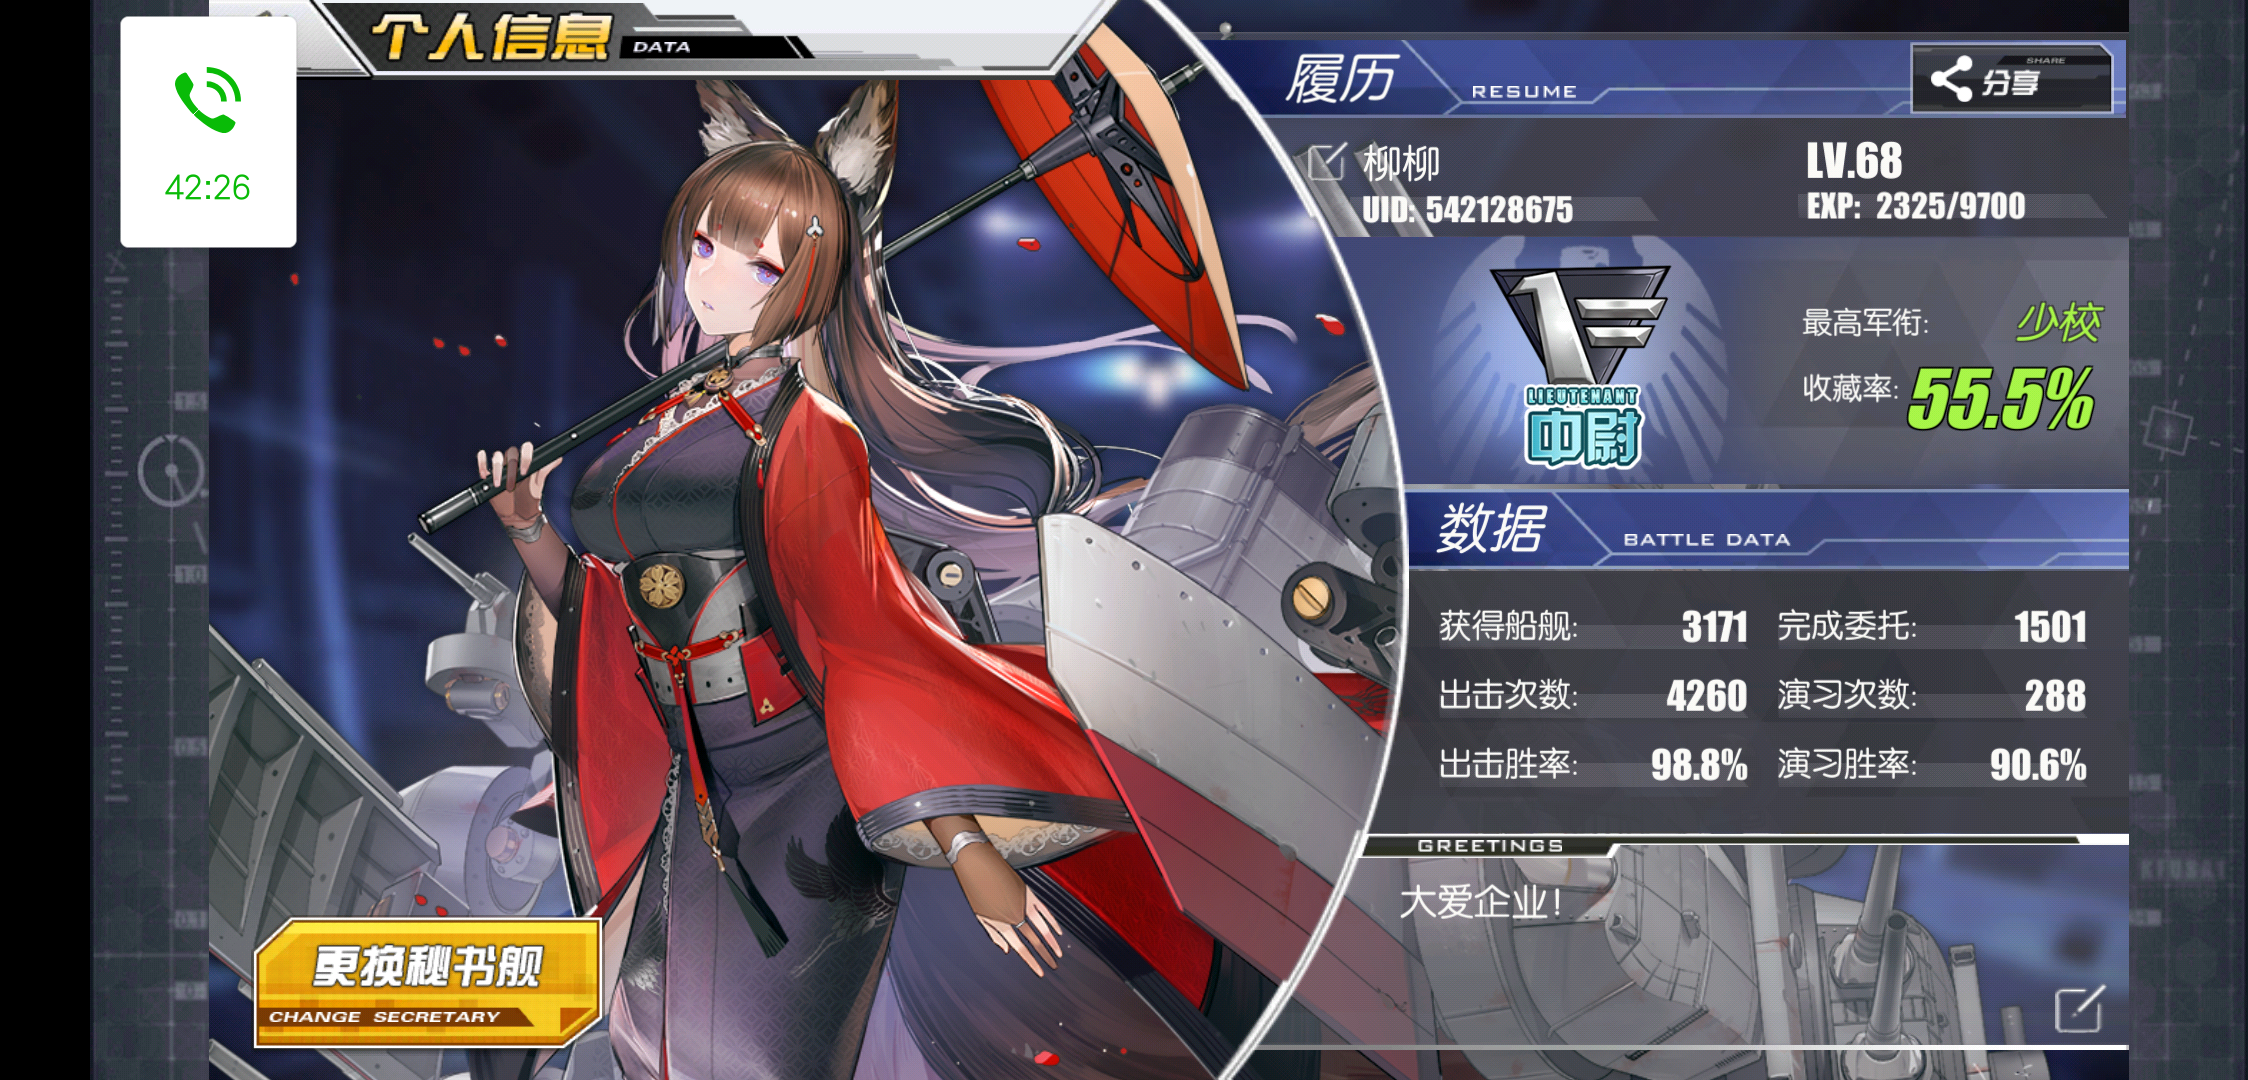 个人信息 DATA
42:26
履历 RESUME
SHARE
分享
柳柳
LV.68
UID: 542128675
EXP: 2325/9700
最高军衔: 少校
收藏率: 55.5%
LIEUTENANT
中尉
数据 BATTLE DATA
获得船舰: 3171 完成委托: 1501
出击次数: 4260 演习次数: 288
出击胜率: 98.8% 演习胜率: 90.6%
GREETINGS
大爱企业!
更换秘书舰
CHANGE SECRETARY